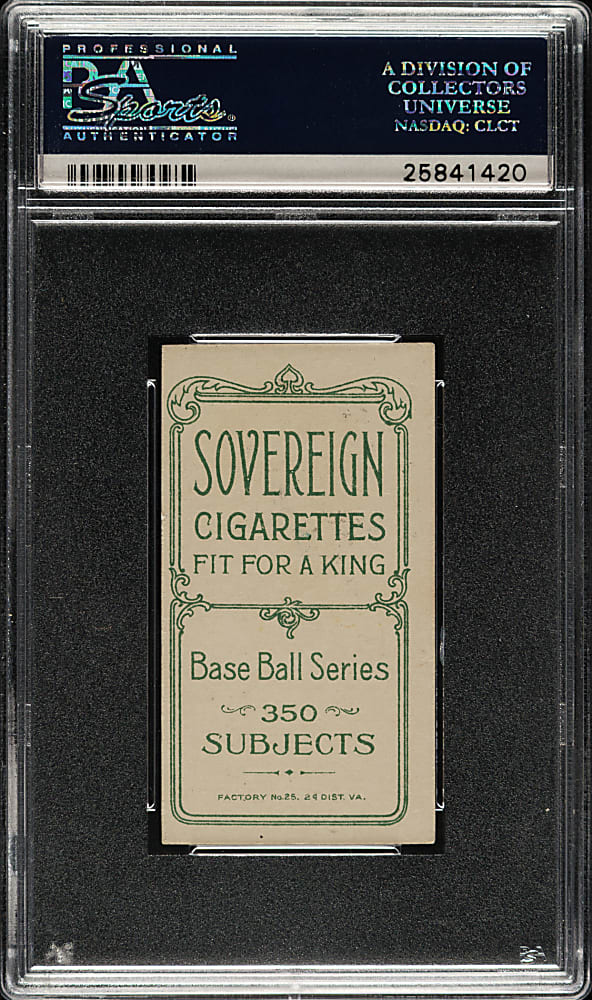 PROFESSIONAL
PSA
Sports®
AUTHENTICATOR
A DIVISION OF
COLLECTORS
UNIVERSE
NASDAQ: CLCT
25841420
SOVEREIGN
CIGARETTES
FIT FOR A KING
Base Ball Series
350
SUBJECTS
FACTORY No. 25. 2d DIST. VA.